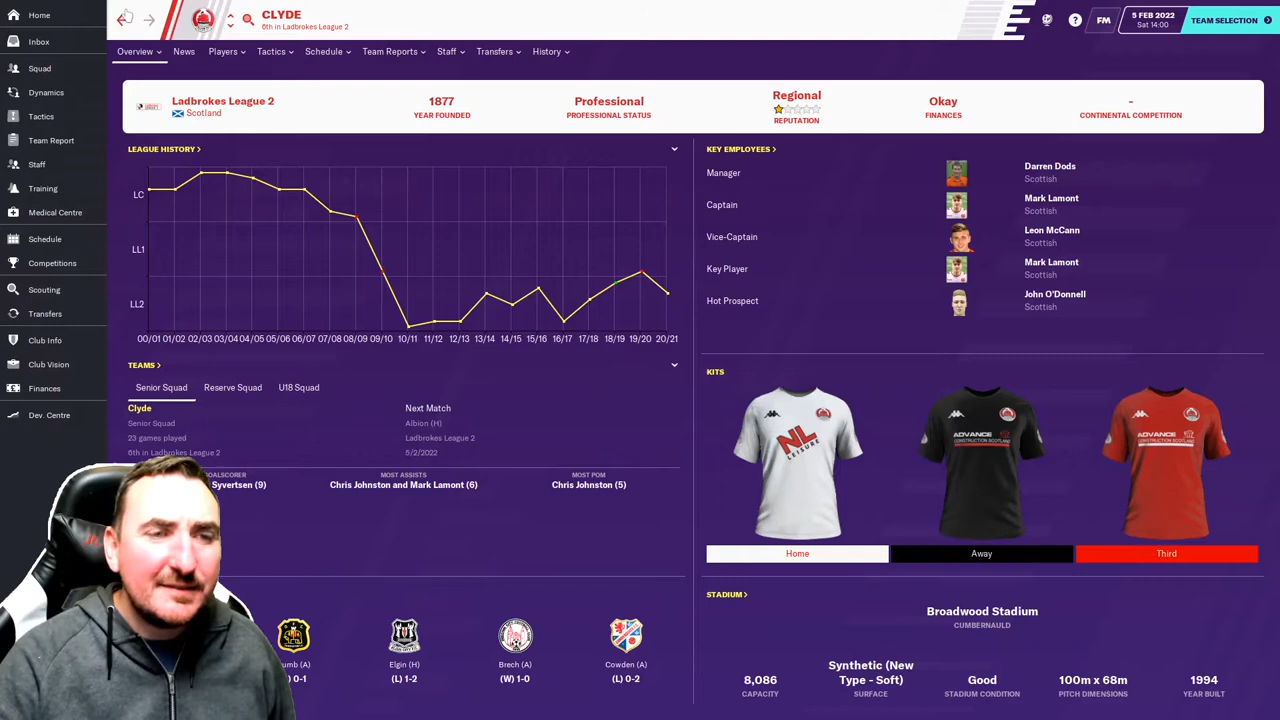 CLYDE
6th in Ladbrokes League 2
FM
5 FEB 2022
Sat 14:00
TEAM SELECTION
Home
Inbox
Squad
Dynamics
Tactics
Team Report
Staff
Training
Medical Centre
Schedule
Competitions
Scouting
Transfers
Club Info
Club Vision
Finances
Dev. Centre
Overview News Players Tactics Schedule Team Reports Staff Transfers History
Ladbrokes League 2
Scotland
1877
YEAR FOUNDED
Professional
PROFESSIONAL STATUS
Regional
REPUTATION
Okay
FINANCES
-
CONTINENTAL COMPETITION
LEAGUE HISTORY >
LC
LL1
LL2
00/01 01/02 02/03 03/04 04/05 05/06 06/07 07/08 08/09 09/10 10/11 11/12 12/13 13/14 14/15 15/16 16/17 17/18 18/19 19/20 20/21
TEAMS >
Senior Squad Reserve Squad U18 Squad
Clyde
Senior Squad
23 games played
6th in Ladbrokes League 2
Next Match
Albion (H)
Ladbrokes League 2
5/2/2022
GOALSCORER
Syvertsen (9)
MOST ASSISTS
Chris Johnston and Mark Lamont (6)
MOST POM
Chris Johnston (5)
umb (A)
0-1
Elgin (H)
(L) 1-2
Brech (A)
(W) 1-0
Cowden (A)
(L) 0-2
KEY EMPLOYEES >
Manager
Darren Dods
Scottish
Captain
Mark Lamont
Scottish
Vice-Captain
Leon McCann
Scottish
Key Player
Mark Lamont
Scottish
Hot Prospect
John O'Donnell
Scottish
KITS
NL
LEISURE
ADVANCE
CONSTRUCTION SCOTLAND
ADVANCE
CONSTRUCTION SCOTLAND
Home
Away
Third
STADIUM >
Broadwood Stadium
CUMBERNAULD
8,086
CAPACITY
Synthetic (New
Type - Soft)
SURFACE
Good
STADIUM CONDITION
100m x 68m
PITCH DIMENSIONS
1994
YEAR BUILT